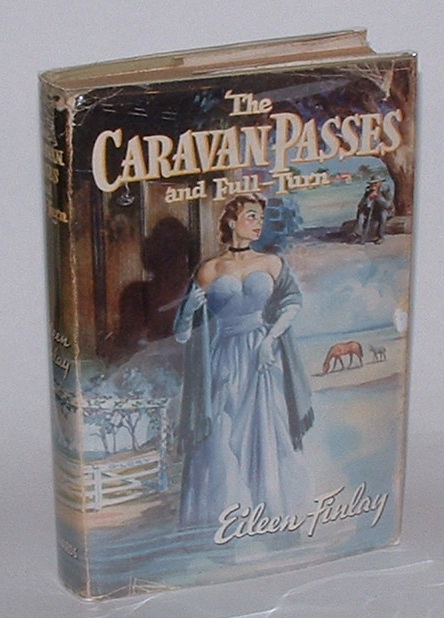 The
CARAVAN PASSES
and Full-Turn
Eileen Finlay